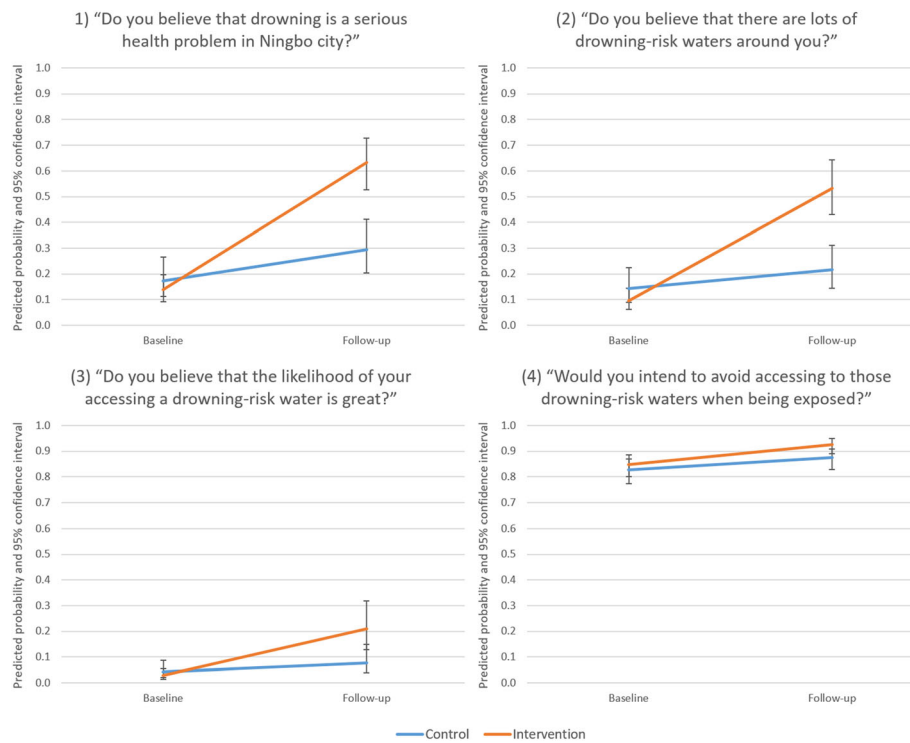 1) “Do you believe that drowning is a serious
health problem in Ningbo city?”
Predicted probability and 95% confidence interval
1.0
0.9
0.8
0.7
0.6
0.5
0.4
0.3
0.2
0.1
0.0
Baseline
Follow-up
(2) “Do you believe that there are lots of
drowning-risk waters around you?”
Predicted probability and 95% confidence interval
1.0
0.9
0.8
0.7
0.6
0.5
0.4
0.3
0.2
0.1
0.0
Baseline
Follow-up
(3) “Do you believe that the likelihood of your
accessing a drowning-risk water is great?”
Predicted probability and 95% confidence interval
1.0
0.9
0.8
0.7
0.6
0.5
0.4
0.3
0.2
0.1
0.0
Baseline
Follow-up
(4) “Would you intend to avoid accessing to those
drowning-risk waters when being exposed?”
Predicted probability and 95% confidence interval
1.0
0.9
0.8
0.7
0.6
0.5
0.4
0.3
0.2
0.1
0.0
Baseline
Follow-up
Control
Intervention